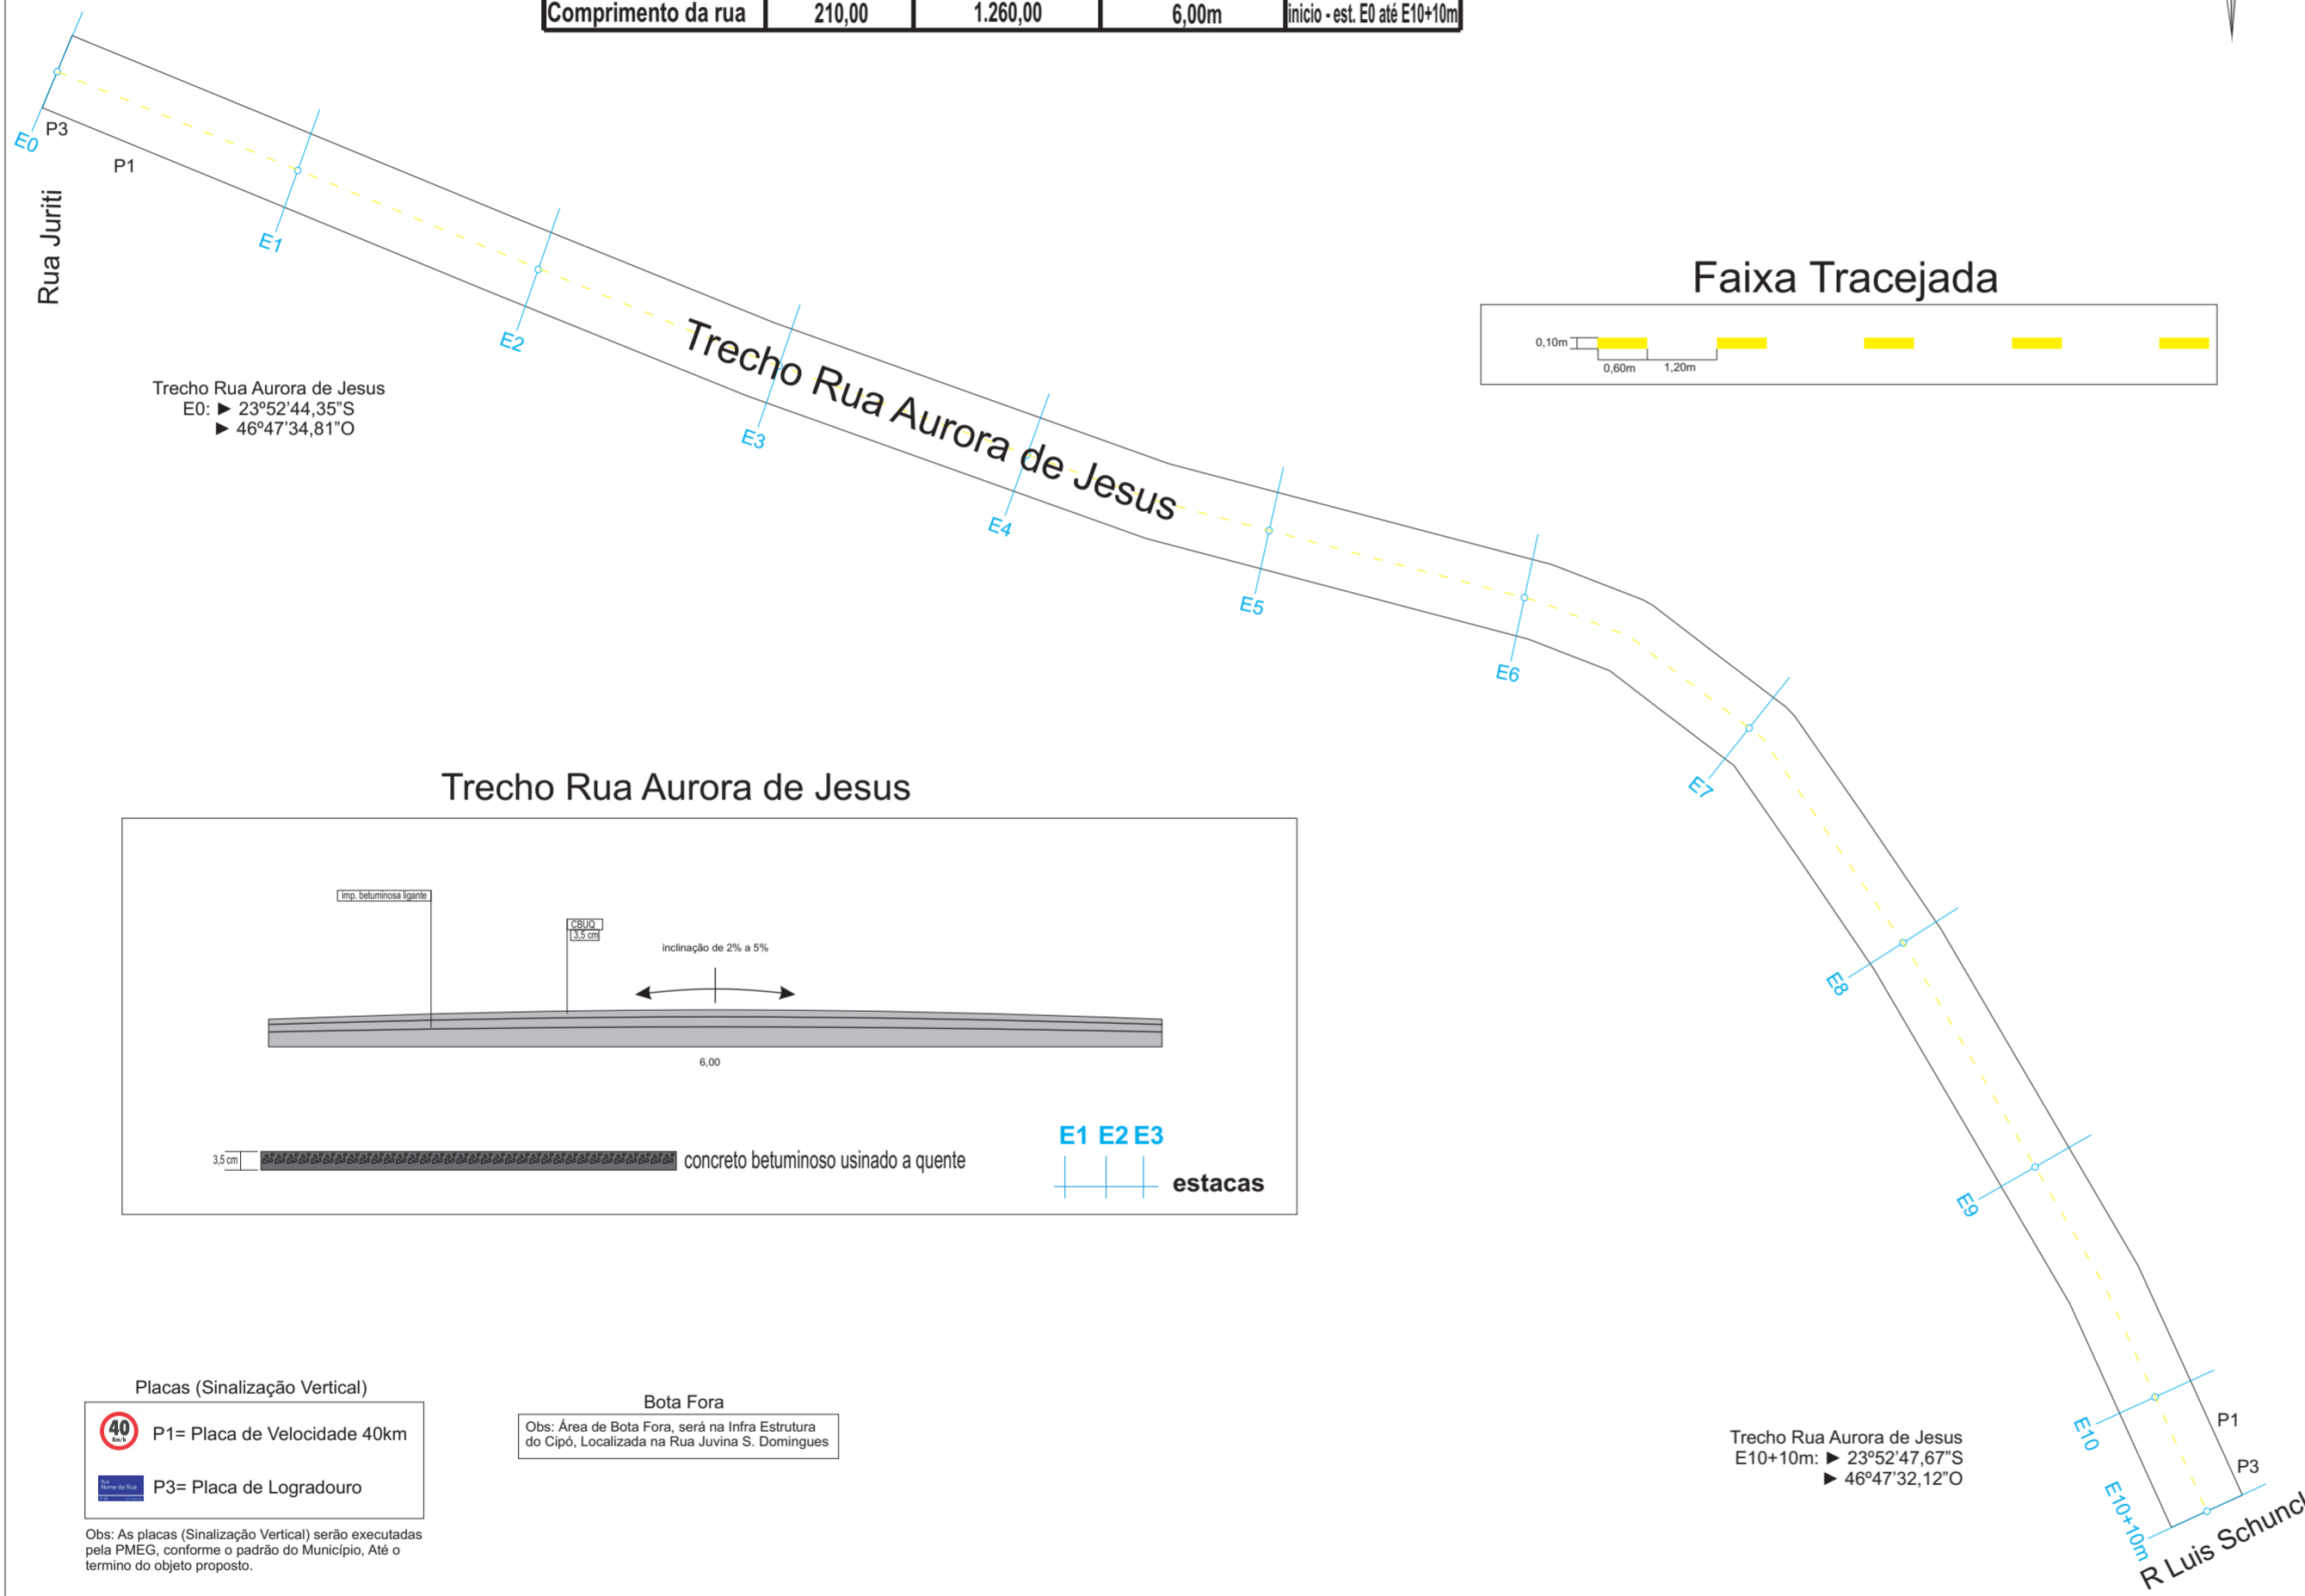 Comprimento da rua 210,00 1.260,00 6,00m inicio - est. E0 até E10+10m
E0
P3
P1
Rua Juriti
E1
E2
E3
E4
E5
E6
E7
E8
E9
E10
E10+10m
Trecho Rua Aurora de Jesus
Trecho Rua Aurora de Jesus
E0: ► 23º52’44,35”S
► 46º47’34,81”O
Faixa Tracejada
0,10m
0,60m
1,20m
Trecho Rua Aurora de Jesus
imp. betuminosa ligante
CBUQ
3,5 cm
inclinação de 2% a 5%
6,00
3,5 cm
concreto betuminoso usinado a quente
E1 E2 E3
estacas
Placas (Sinalização Vertical)
40
Km/h
P1= Placa de Velocidade 40km
Rua
Nome da Rua
P3= Placa de Logradouro
Obs: As placas (Sinalização Vertical) serão executadas
pela PMEG, conforme o padrão do Município, Até o
termino do objeto proposto.
Bota Fora
Obs: Área de Bota Fora, será na Infra Estrutura
do Cipó, Localizada na Rua Juvina S. Domingues
Trecho Rua Aurora de Jesus
E10+10m: ► 23º52’47,67”S
► 46º47’32,12”O
P1
P3
R Luis Schunc